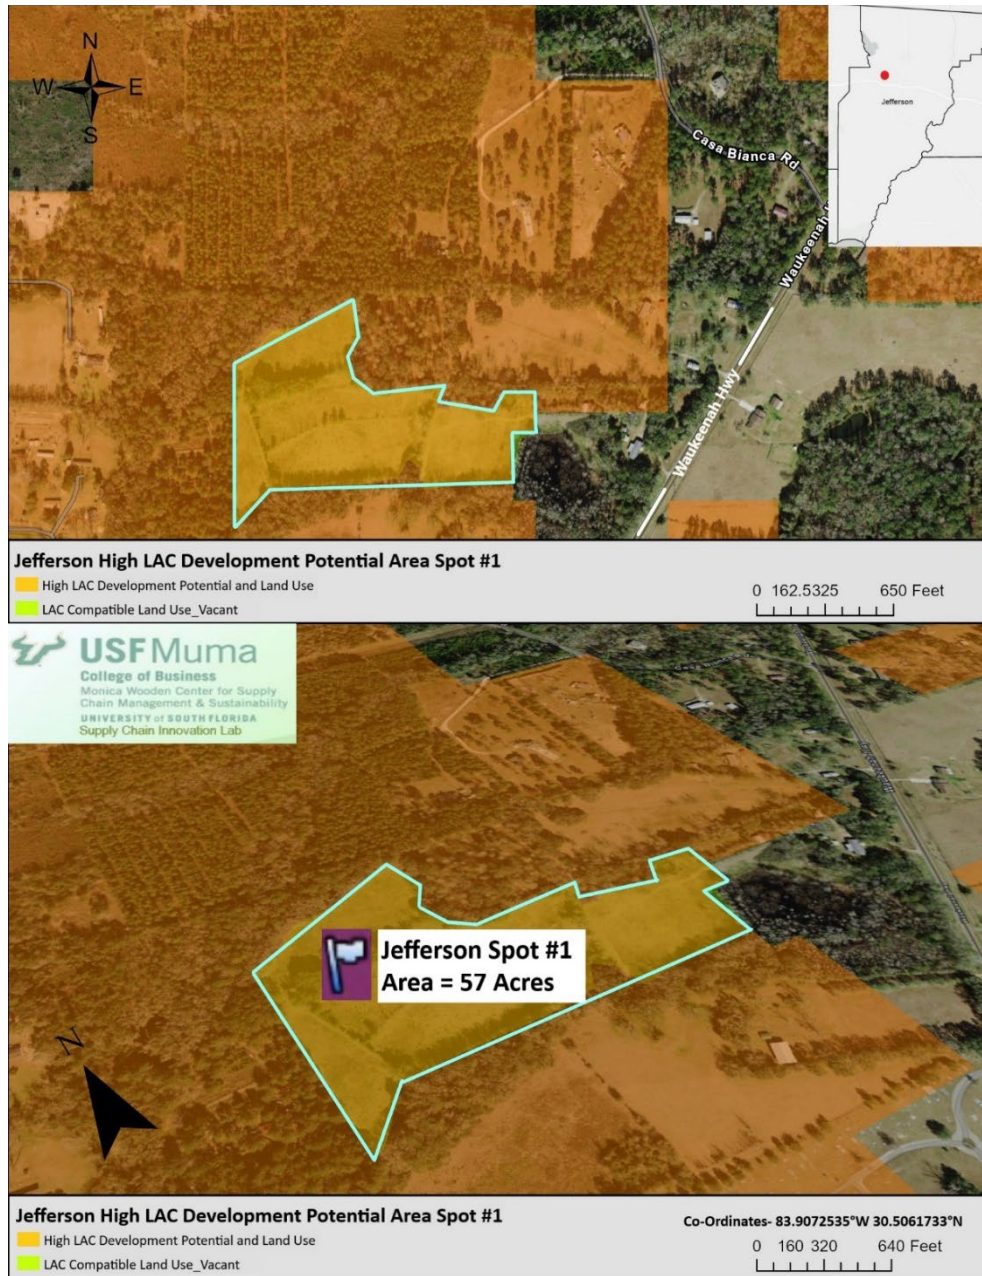 N
W E
S
Jefferson
Casa Bianca Rd
Waukeenah
Waukeenah Hwy
Jefferson High LAC Development Potential Area Spot #1
High LAC Development Potential and Land Use
LAC Compatible Land Use_Vacant
0 162.5325 650 Feet
USF Muma
College of Business
Monica Wooden Center for Supply
Chain Management & Sustainability
UNIVERSITY of SOUTH FLORIDA
Supply Chain Innovation Lab
Jefferson Spot #1
Area = 57 Acres
N
Jefferson High LAC Development Potential Area Spot #1
High LAC Development Potential and Land Use
LAC Compatible Land Use_Vacant
Co-Ordinates- 83.9072535°W 30.5061733°N
0 160 320 640 Feet